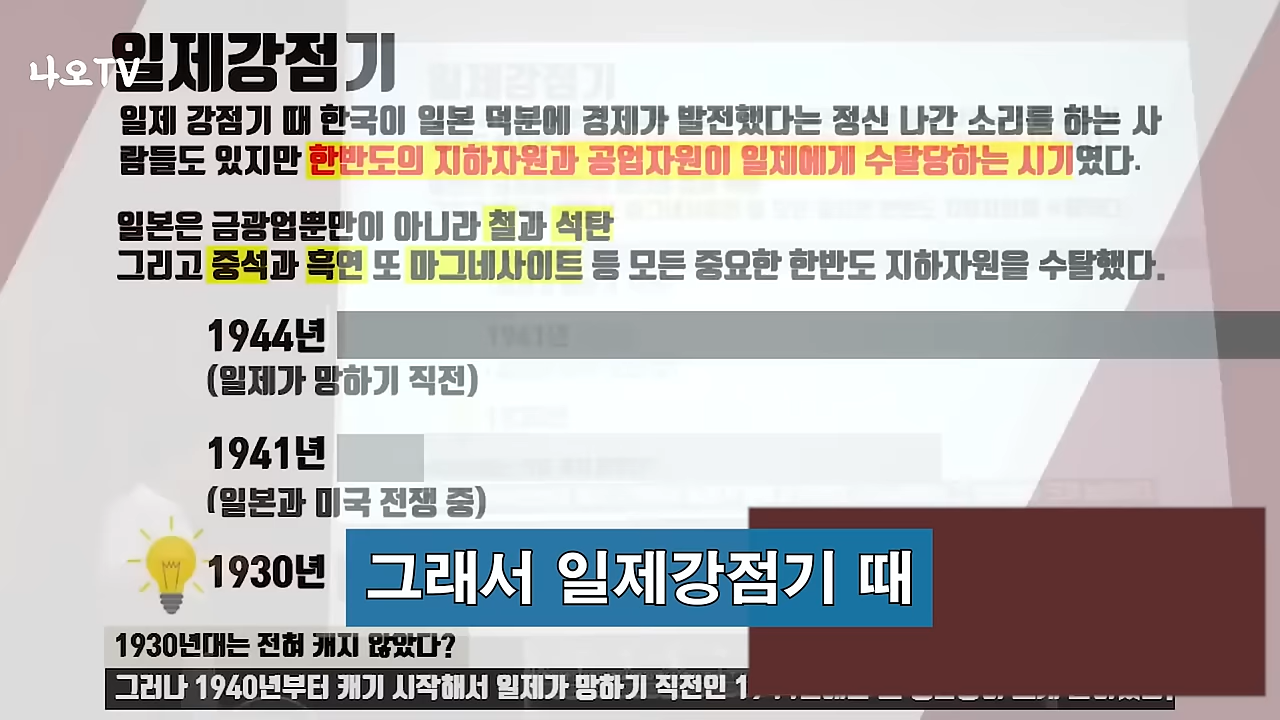 일제강점기
나오TV
일제 강점기 때 한국이 일본 덕분에 경제가 발전했다는 정신 나간 소리를 하는 사
람들도 있지만 한반도의 지하자원과 공업자원이 일제에게 수탈당하는 시기였다.
일본은 금광업뿐만이 아니라 철과 석탄
그리고 중석과 흑연 또 마그네사이트 등 모든 중요한 한반도 지하자원을 수탈했다.
1944년
(일제가 망하기 직전)
1941년
(일본과 미국 전쟁 중)
1930년
그래서 일제강점기 때
1930년대는 전혀 캐지 않았다?
그러나 1940년부터 캐기 시작해서 일제가 망하기 직전인